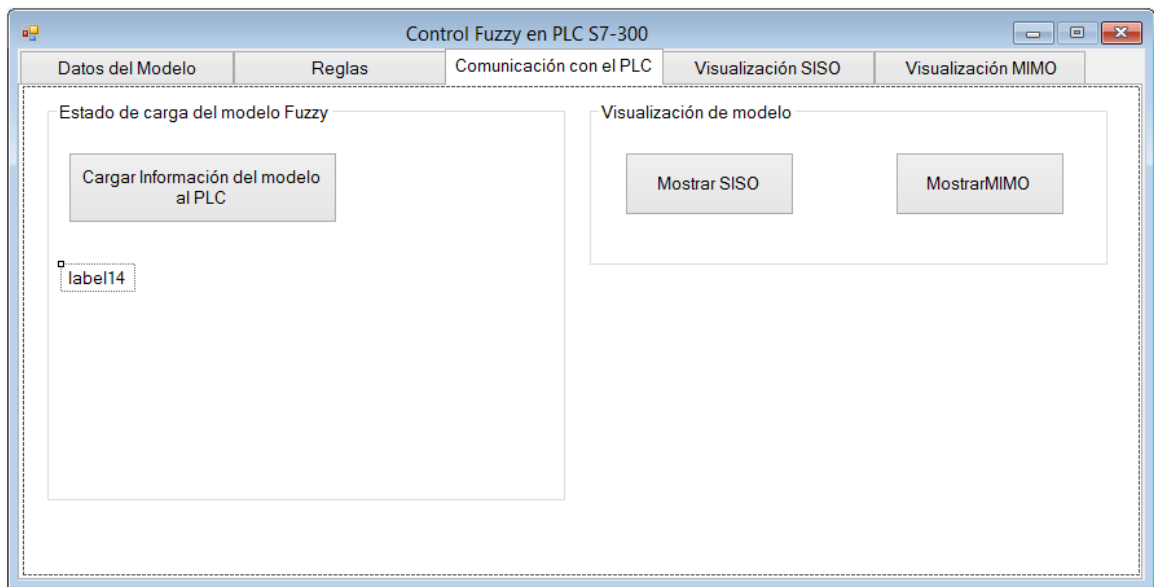 Control Fuzzy en PLC S7-300
Datos del Modelo
Reglas
Comunicación con el PLC
Visualización SISO
Visualización MIMO
Estado de carga del modelo Fuzzy
Cargar Información del modelo
al PLC
label14
Visualización de modelo
Mostrar SISO
MostrarMIMO